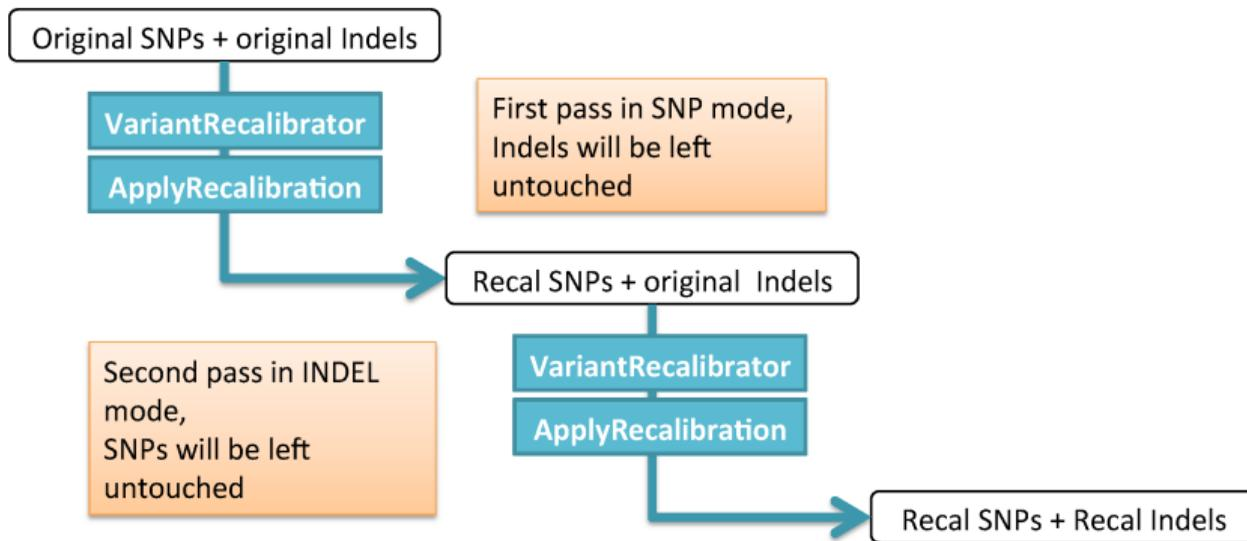 Original SNPs + original Indels
VariantRecalibrator
ApplyRecalibration
First pass in SNP mode,
Indels will be left
untouched
Recal SNPs + original Indels
Second pass in INDEL
mode,
SNPs will be left
untouched
VariantRecalibrator
ApplyRecalibration
Recal SNPs + Recal Indels